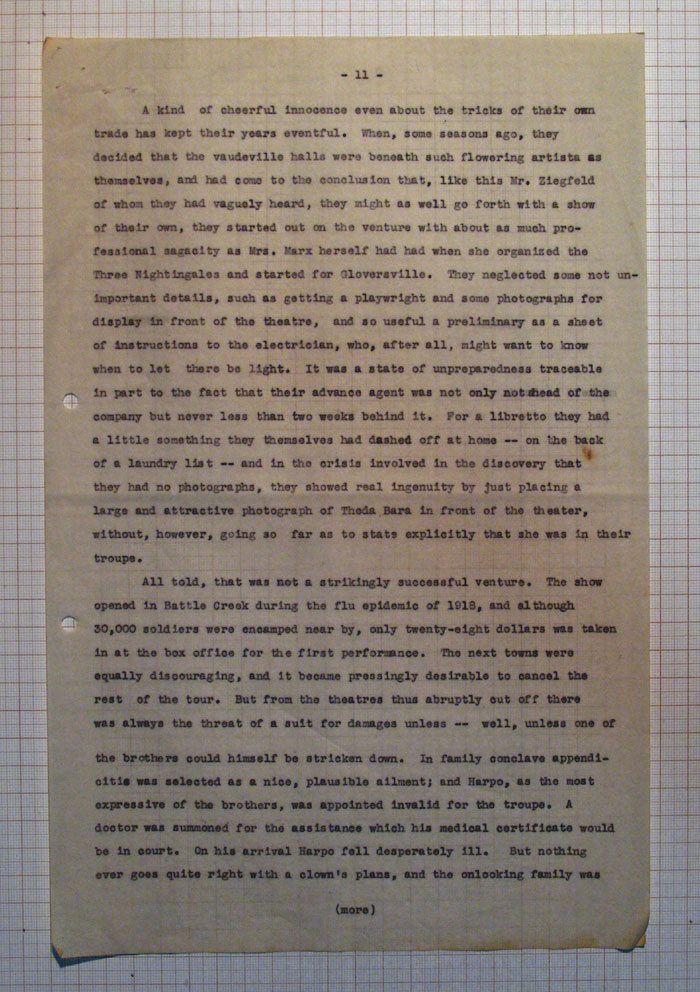 - 11 -
A kind of cheerful innocence even about the tricks of their own
trade has kept their years eventful. When, some seasons ago, they
decided that the vaudeville halls were beneath such flowering artista as
themselves, and had come to the conclusion that, like this Mr. Ziegfeld
of whom they had vaguely heard, they might as well go forth with a show
of their own, they started out on the venture with about as much pro-
fessional sagacity as Mrs. Marx herself had had when she organized the
Three Nightingales and started for Gloversville. They neglected some not un-
important details, such as getting a playwright and some photographs for
display in front of the theatre, and so useful a preliminary as a sheet
of instructions to the electrician, who, after all, might want to know
when to let there be light. It was a state of unpreparedness traceable
in part to the fact that their advance agent was not only not ahead of the
company but never less than two weeks behind it. For a libretto they had
a little something they themselves had dashed off at home -- on the back
of a laundry list -- and in the crisis involved in the discovery that
they had no photographs, they showed real ingenuity by just placing a
large and attractive photograph of Theda Bara in front of the theater,
without, however, going so far as to state explicitly that she was in their
troupe.
All told, that was not a strikingly successful venture. The show
opened in Battle Creek during the flu epidemic of 1918, and although
30,000 soldiers were encamped near by, only twenty-eight dollars was taken
in at the box office for the first performance. The next towns were
equally discouraging, and it became pressingly desirable to cancel the
rest of the tour. But from the theatres thus abruptly cut off there
was always the threat of a suit for damages unless -- well, unless one of
the brothers could himself be stricken down. In family conclave appendi-
citis was selected as a nice, plausible ailment; and Harpo, as the most
expressive of the brothers, was appointed invalid for the troupe. A
doctor was summoned for the assistance which his medical certificate would
be in court. On his arrival Harpo fell desperately ill. But nothing
ever goes quite right with a clown's plans, and the onlooking family was
(more)